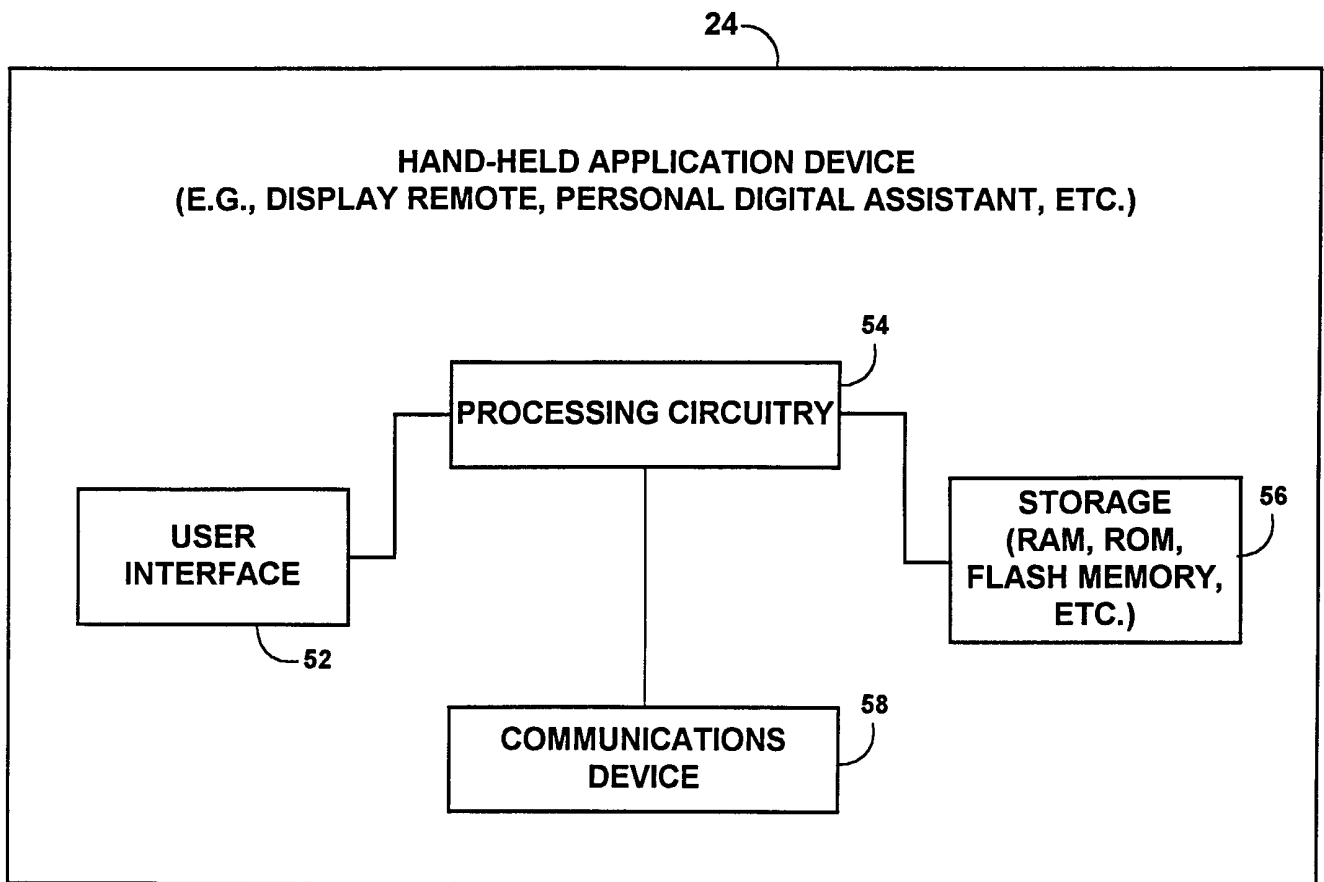 24
HAND-HELD APPLICATION DEVICE
(E.G., DISPLAY REMOTE, PERSONAL DIGITAL ASSISTANT, ETC.)
54
PROCESSING CIRCUITRY
USER
INTERFACE
52
STORAGE
(RAM, ROM,
FLASH MEMORY,
ETC.)
56
COMMUNICATIONS
DEVICE
58